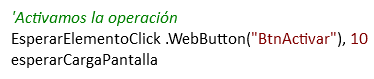 'Activamos la operación
EsperarElementoClick .WebButton("BtnActivar"), 10
esperarCargaPantalla